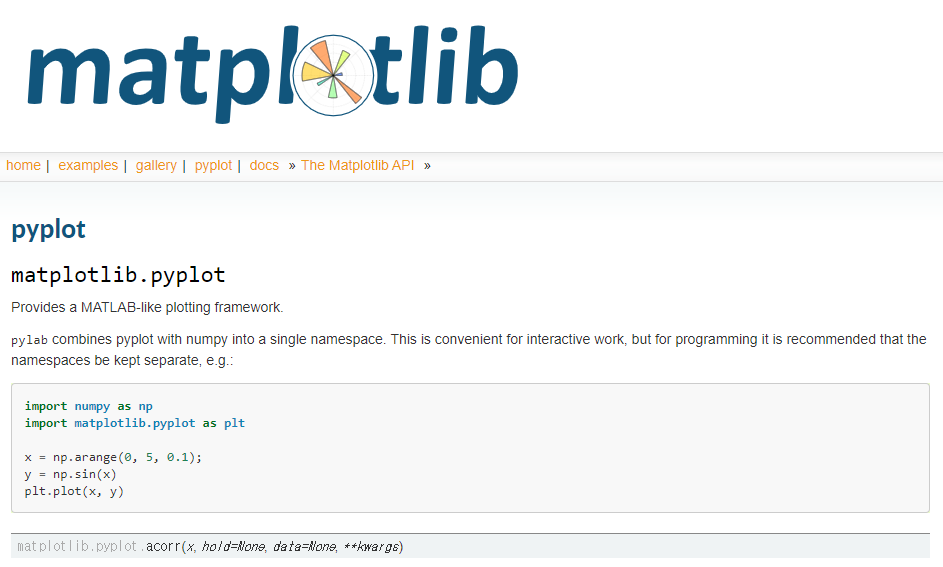 matplotlib
home | examples | gallery | pyplot | docs » The Matplotlib API »
pyplot
matplotlib.pyplot
Provides a MATLAB-like plotting framework.
pylab combines pyplot with numpy into a single namespace. This is convenient for interactive work, but for programming it is recommended that the
namespaces be kept separate, e.g.:
import numpy as np
import matplotlib.pyplot as plt
x = np.arange(0, 5, 0.1);
y = np.sin(x)
plt.plot(x, y)
matplotlib.pyplot.acorr(x, hold=None, data=None, **kwargs)